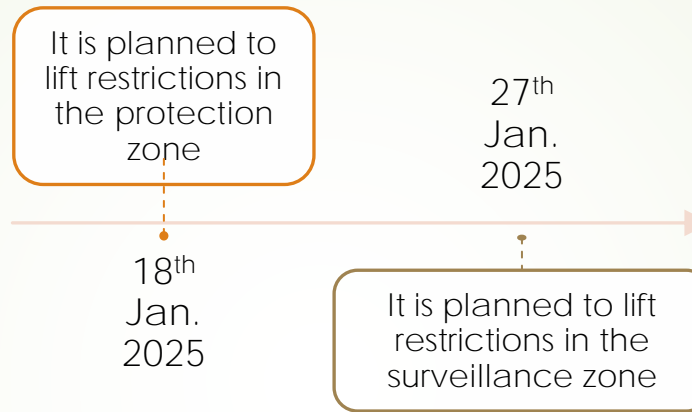 It is planned to
lift restrictions in
the protection
zone
18th
Jan.
2025
27th
Jan.
2025
It is planned to lift
restrictions in the
surveillance zone